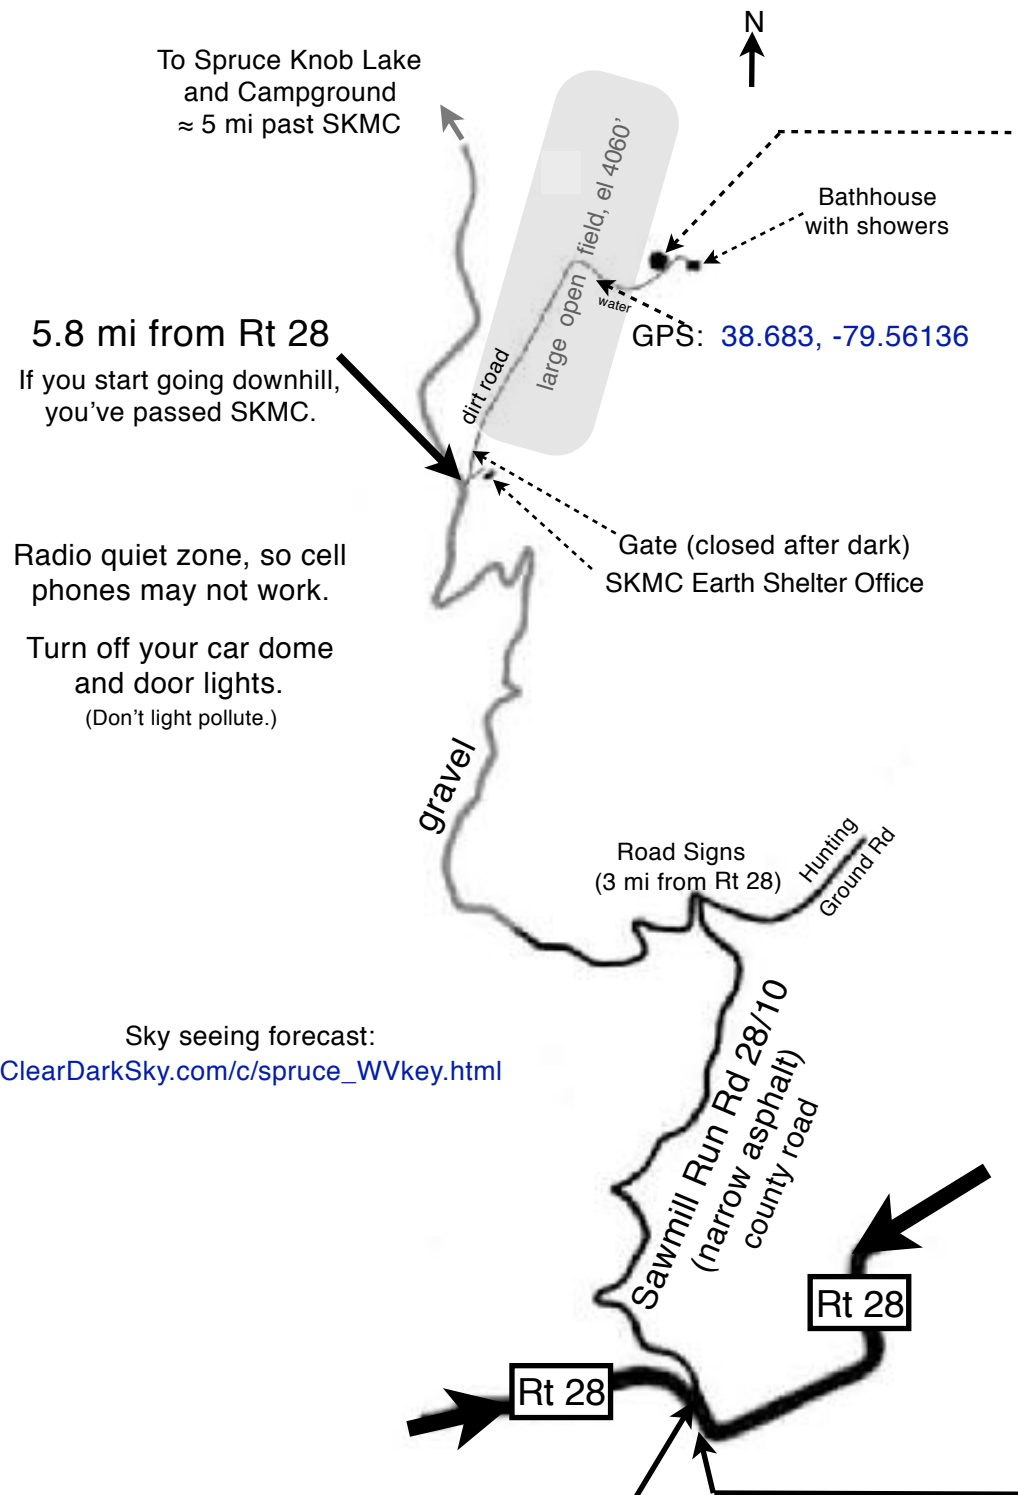 N
To Spruce Knob Lake
and Campground
≈ 5 mi past SKMC
large open field, el 4060’
Bathhouse
with showers
water
GPS: 38.683, -79.56136
5.8 mi from Rt 28
If you start going downhill,
you’ve passed SKMC.
dirt road
Gate (closed after dark)
SKMC Earth Shelter Office
Radio quiet zone, so cell
phones may not work.
Turn off your car dome
and door lights.
(Don’t light pollute.)
gravel
Road Signs
(3 mi from Rt 28)
Hunting
Ground Rd
Sky seeing forecast:
ClearDarkSky.com/c/spruce_WVkey.html
Sawmill Run Rd 28/10
(narrow asphalt)
county road
Rt 28
Rt 28